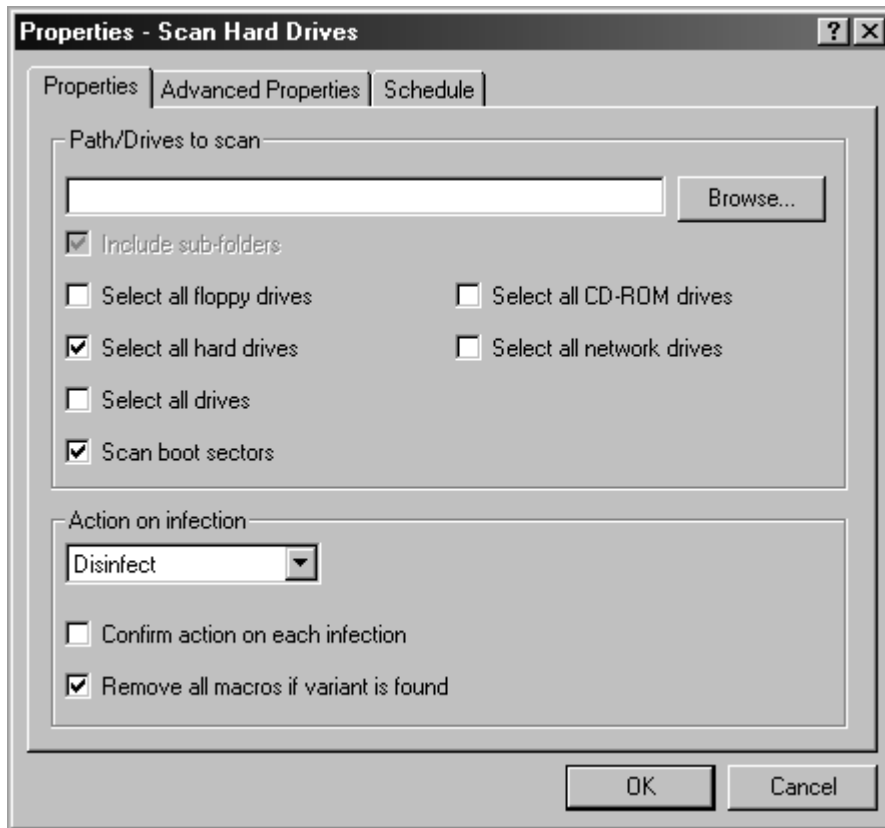 Properties - Scan Hard Drives
Properties Advanced Properties Schedule
Path/Drives to scan
Browse...
Include sub-folders
Select all floppy drives Select all CD-ROM drives
Select all hard drives Select all network drives
Select all drives
Scan boot sectors
Action on infection
Disinfect
Confirm action on each infection
Remove all macros if variant is found
OK Cancel